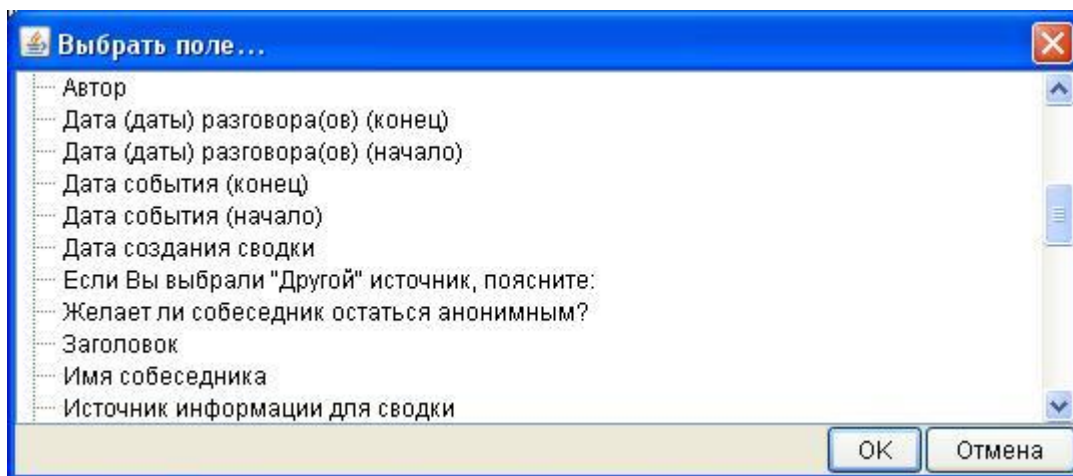 Выбрать поле...
Автор
Дата (даты) разговора(ов) (конец)
Дата (даты) разговора(ов) (начало)
Дата события (конец)
Дата события (начало)
Дата создания сводки
Если Вы выбрали "Другой" источник, поясните:
Желает ли собеседник остаться анонимным?
Заголовок
Имя собеседника
Источник информации для сводки
OK Отмена